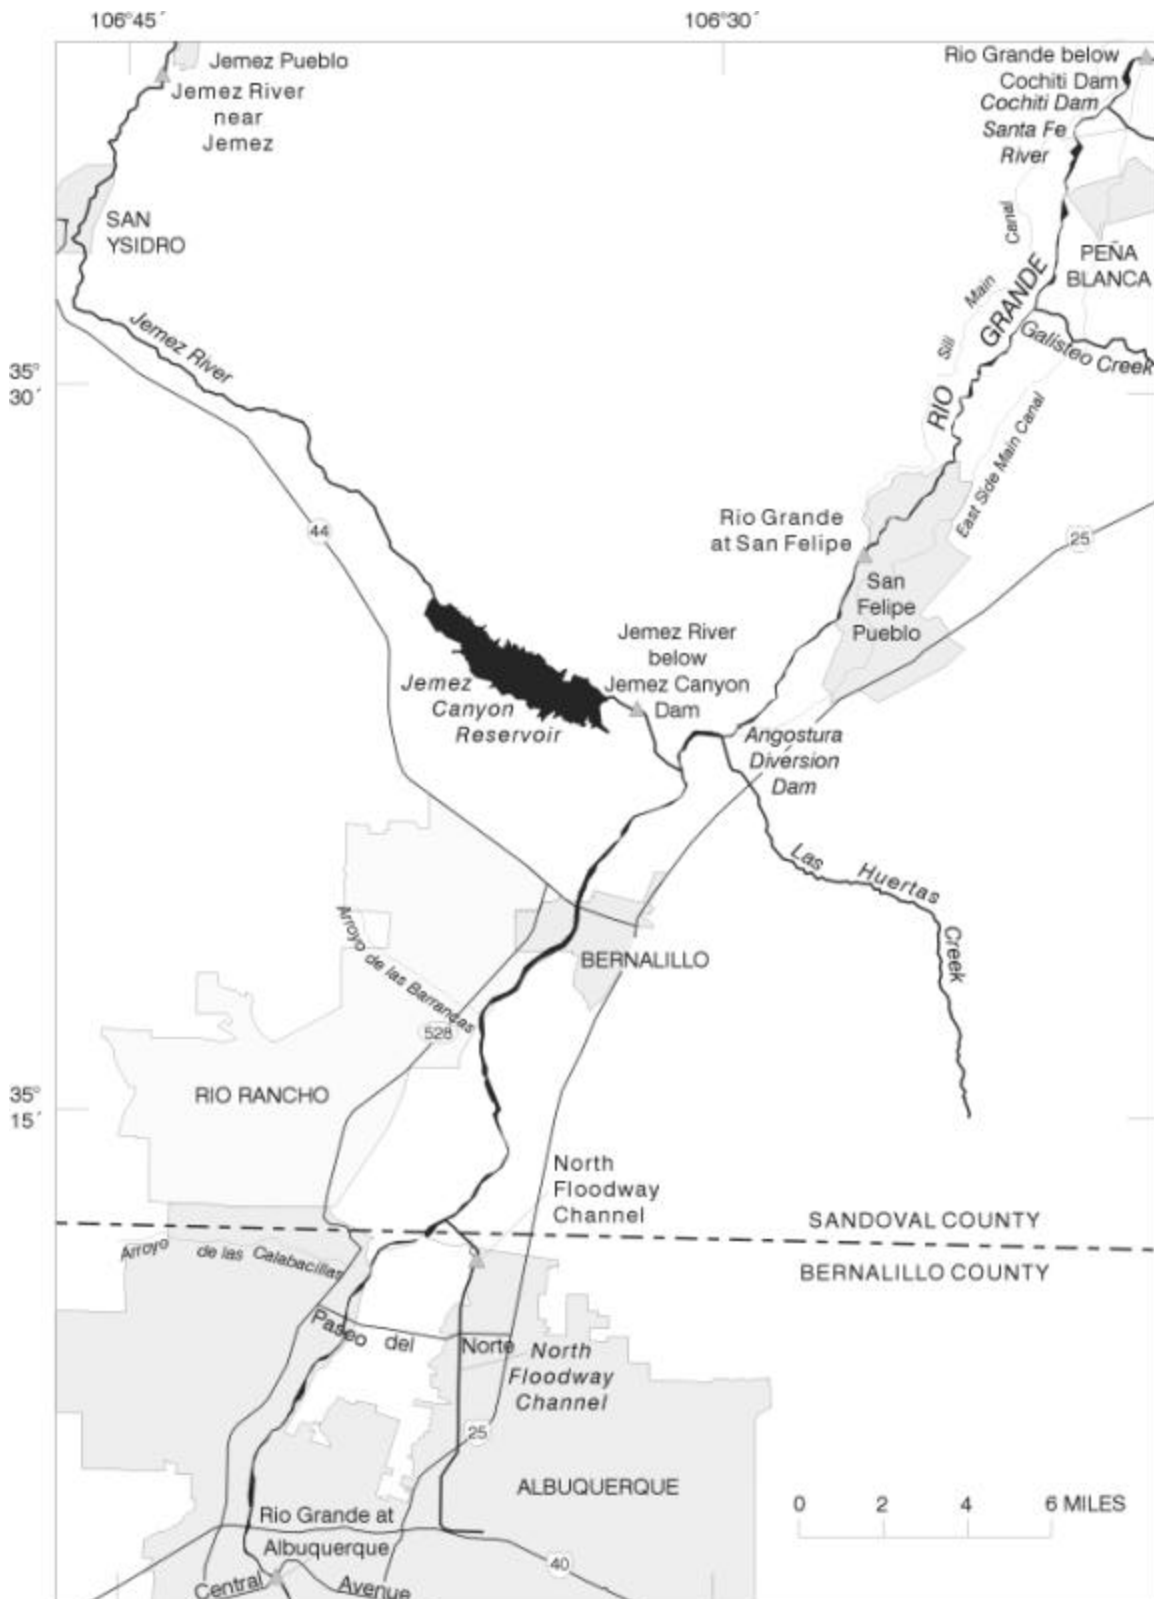 106°45´
106°30´
Jemez Pueblo
Jemez River
near
Jemez
Rio Grande below
Cochiti Dam
Cochiti Dam
Santa Fe
River
SAN
YSIDRO
Canal
PEÑA
BLANCA
Main
Sili
RIO
GRANDE
Galisteo Creek
Jemez River
35°
30´
East Side Main Canal
44
Rio Grande
at San Felipe
25
San
Felipe
Pueblo
Jemez River
below
Jemez Canyon
Dam
Jemez
Canyon
Reservoir
Angostura
Diversion
Dam
Las Huertas
Creek
Arroyo de las Barrancas
BERNALILLO
528
RIO RANCHO
35°
15´
North
Floodway
Channel
SANDOVAL COUNTY
BERNALILLO COUNTY
Arroyo de las Calabacillas
Paseo del Norte
North
Floodway
Channel
25
ALBUQUERQUE
0 2 4 6 MILES
Rio Grande at
Albuquerque
40
Central Avenue